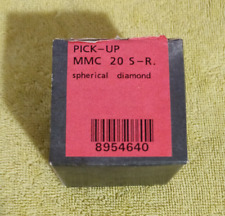 PICK-UP
MMC 20 S-R.
spherical diamond
8954640